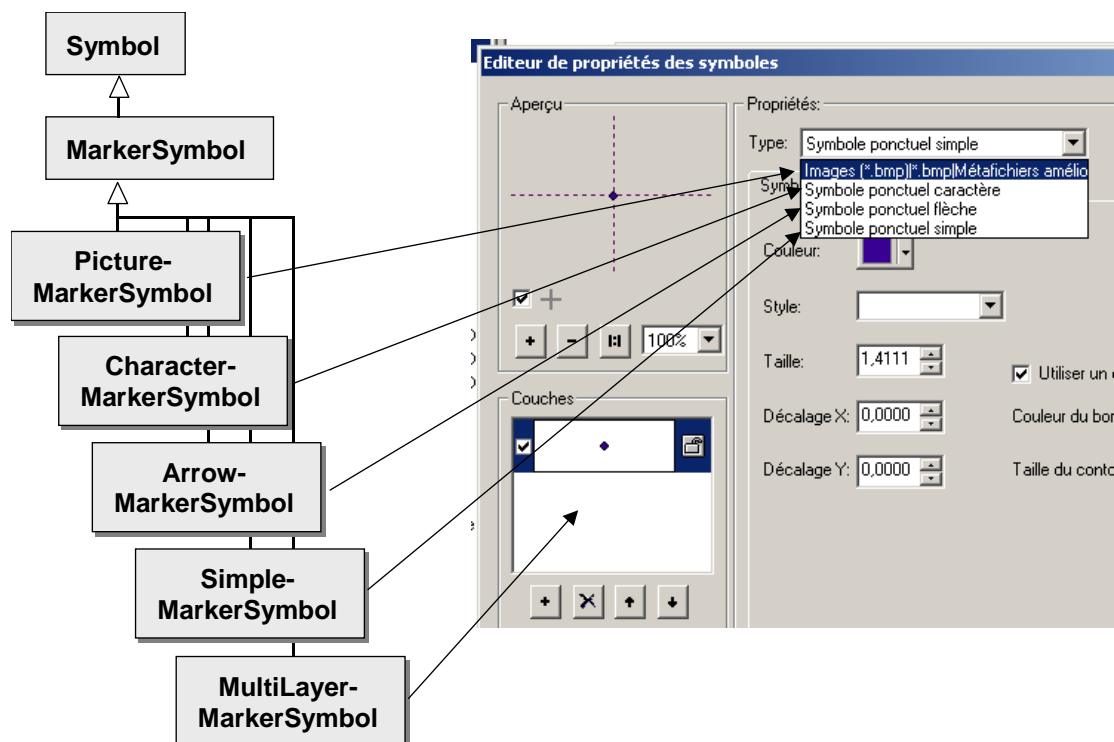 Symbol
MarkerSymbol
Picture-
MarkerSymbol
Character-
MarkerSymbol
Arrow-
MarkerSymbol
Simple-
MarkerSymbol
MultiLayer-
MarkerSymbol
Editeur de propriétés des symboles
Aperçu
100%
Couches
Propriétés:
Type: Symbole ponctuel simple
Images (*.bmp)|*.bmp|Métafichiers amélio
Symbole ponctuel caractère
Symbole ponctuel flèche
Symbole ponctuel simple
Symb
Couleur:
Style:
Taille: 1,4111
Utiliser un
Décalage X: 0,0000
Couleur du bor
Décalage Y: 0,0000
Taille du conto